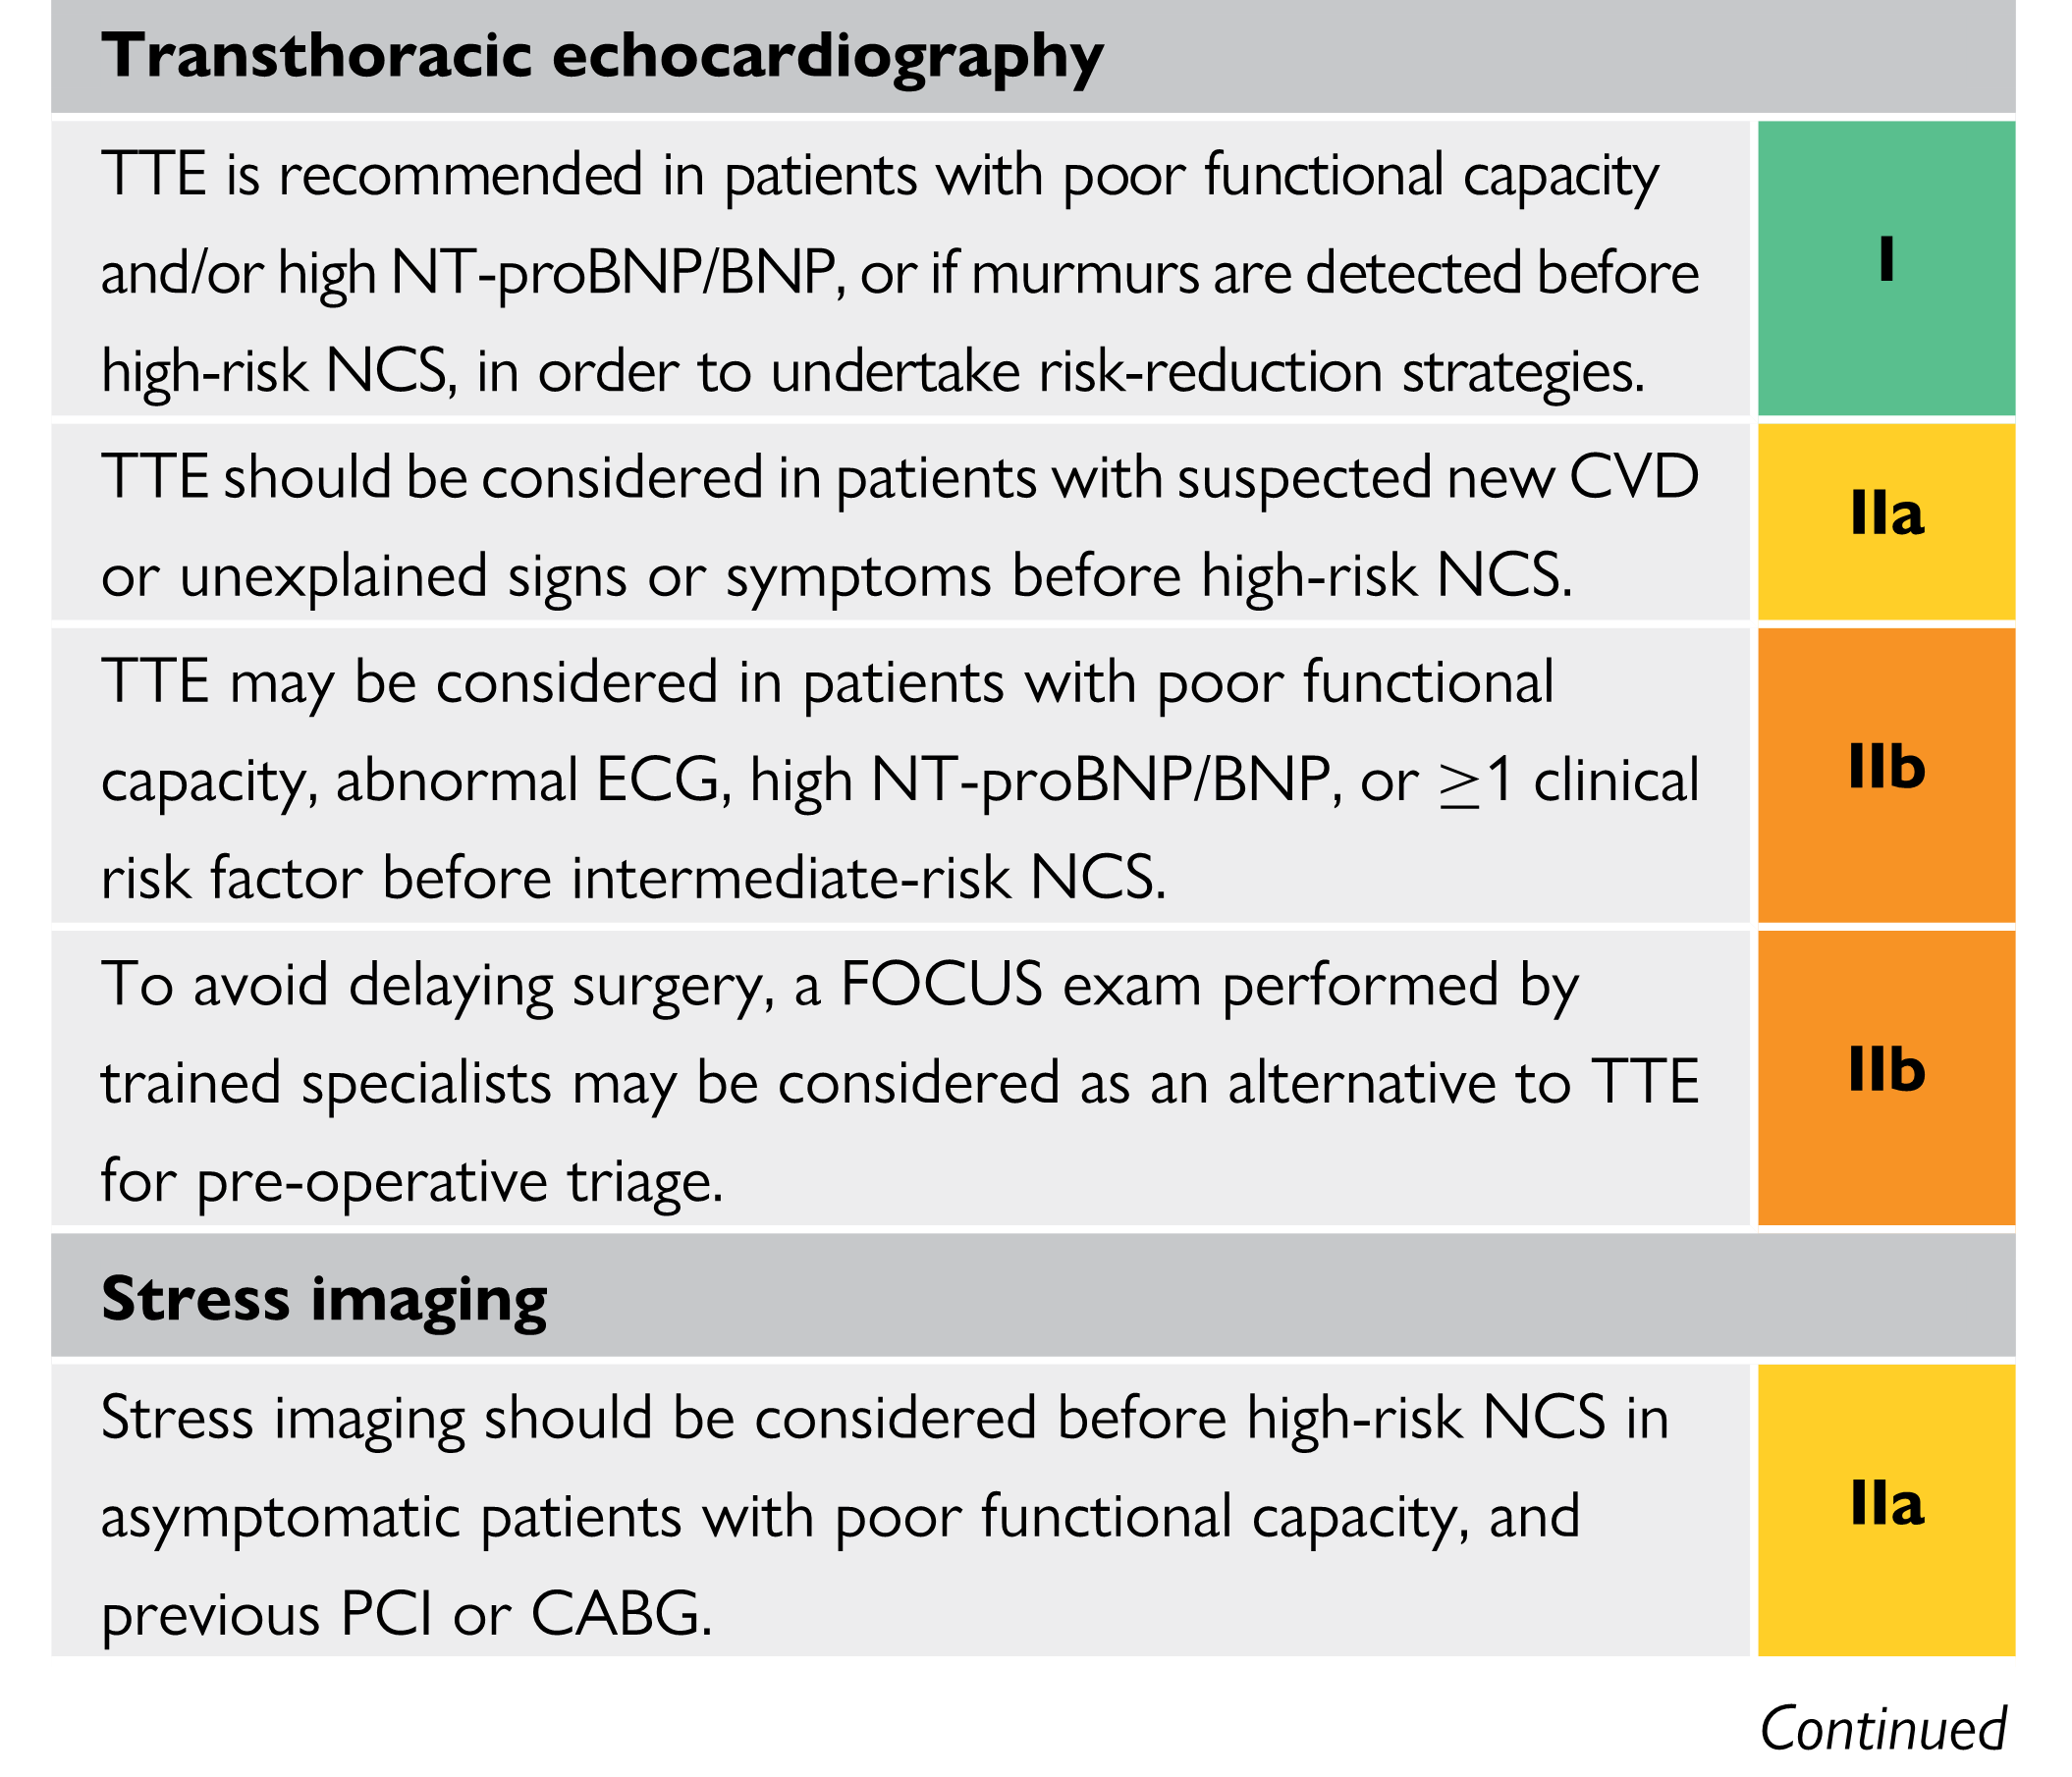 Transthoracic echocardiography
TTE is recommended in patients with poor functional capacity
and/or high NT-proBNP/BNP, or if murmurs are detected before
high-risk NCS, in order to undertake risk-reduction strategies.
I
TTE should be considered in patients with suspected new CVD
or unexplained signs or symptoms before high-risk NCS.
IIa
TTE may be considered in patients with poor functional
capacity, abnormal ECG, high NT-proBNP/BNP, or ≥1 clinical
risk factor before intermediate-risk NCS.
IIb
To avoid delaying surgery, a FOCUS exam performed by
trained specialists may be considered as an alternative to TTE
for pre-operative triage.
IIb
Stress imaging
Stress imaging should be considered before high-risk NCS in
asymptomatic patients with poor functional capacity, and
previous PCI or CABG.
IIa
Continued